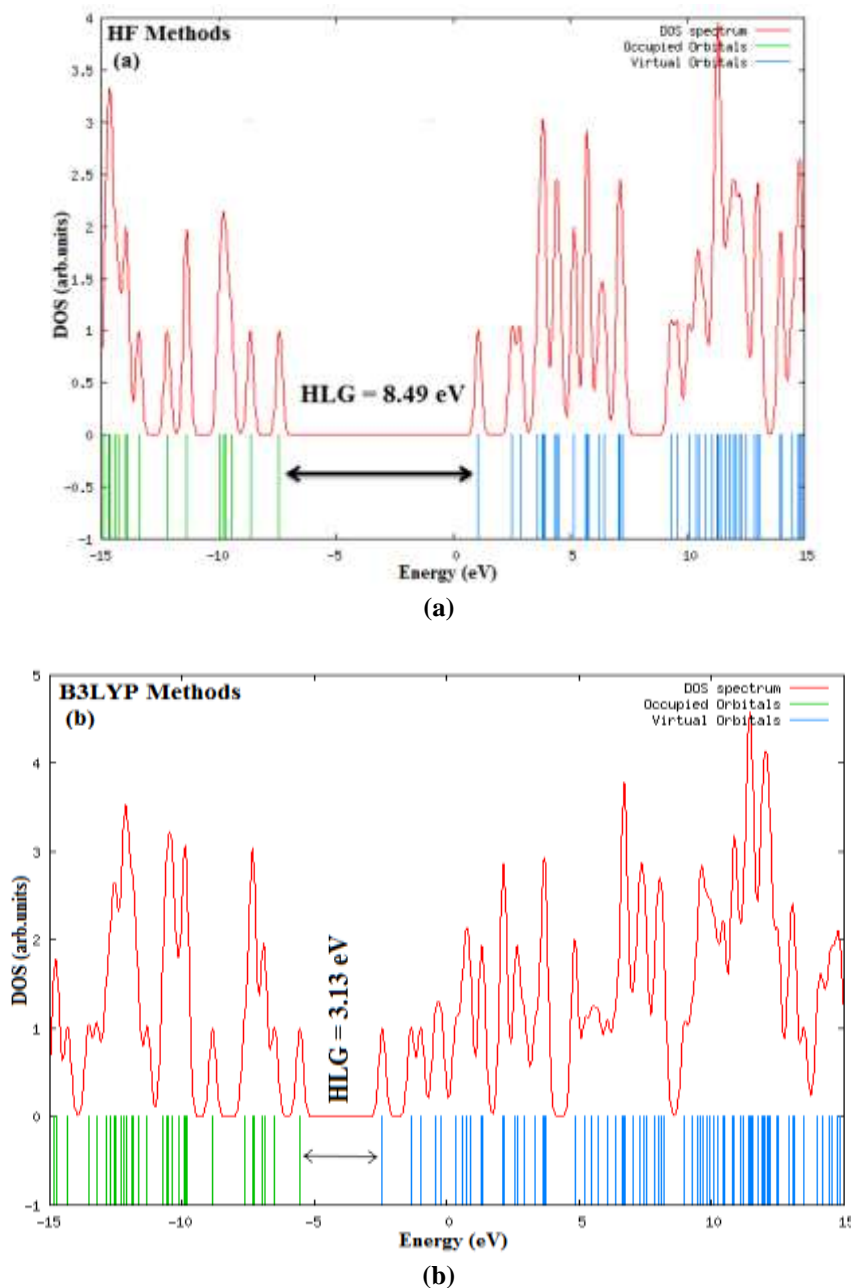 HF Methods
(a)
DOS spectrum
Occupied Orbitals
Virtual Orbitals
4
3.5
3
2.5
2
1.5
1
0.5
0
-0.5
-1
DOS (arb.units)
HLG = 8.49 eV
-15
-10
-5
0
5
10
15
Energy (eV)
(a)
B3LYP Methods
(b)
DOS spectrum
Occupied Orbitals
Virtual Orbitals
5
4
3
2
1
0
-1
DOS (arb.units)
HLG = 3.13 eV
-15
-10
-5
0
5
10
15
Energy (eV)
(b)